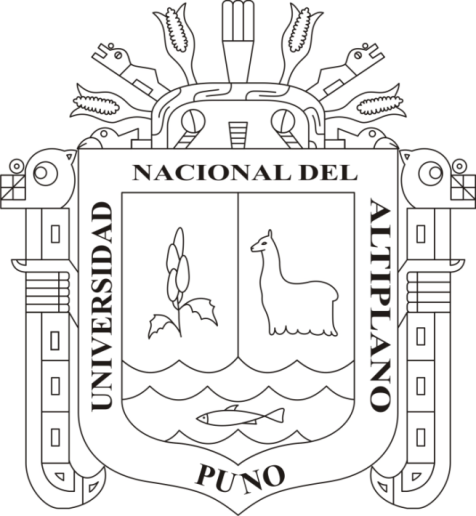 UNIVERSIDAD
NACIONAL DEL
ALTIPLANO
PUNO